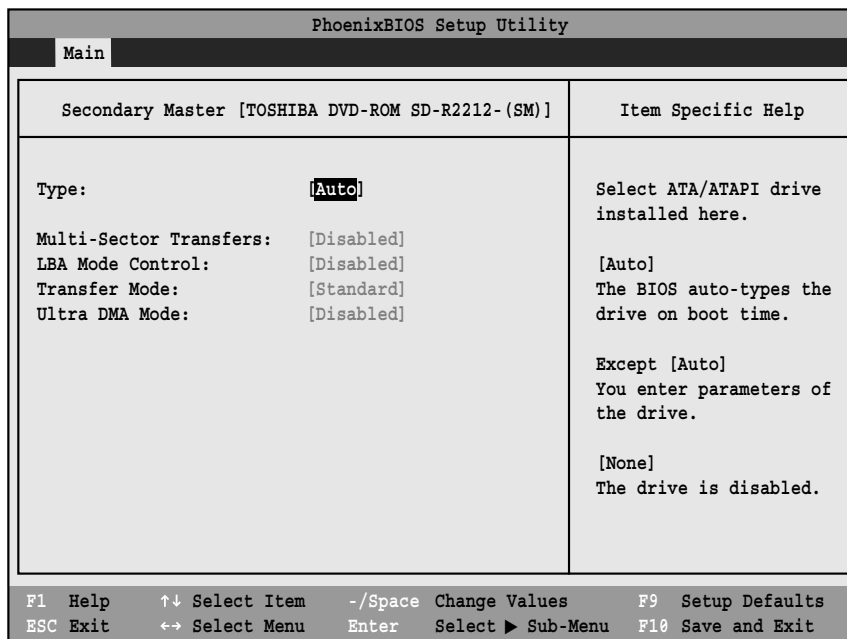 PhoenixBIOS Setup Utility
Main
Secondary Master [TOSHIBA DVD-ROM SD-R2212-(SM)]
Item Specific Help
Type: [Auto]
Multi-Sector Transfers: [Disabled]
LBA Mode Control: [Disabled]
Transfer Mode: [Standard]
Ultra DMA Mode: [Disabled]
Select ATA/ATAPI drive
installed here.
[Auto]
The BIOS auto-types the
drive on boot time.
Except [Auto]
You enter parameters of
the drive.
[None]
The drive is disabled.
F1 Help ↑↓ Select Item -/Space Change Values F9 Setup Defaults
ESC Exit ←→ Select Menu Enter Select ▶ Sub-Menu F10 Save and Exit